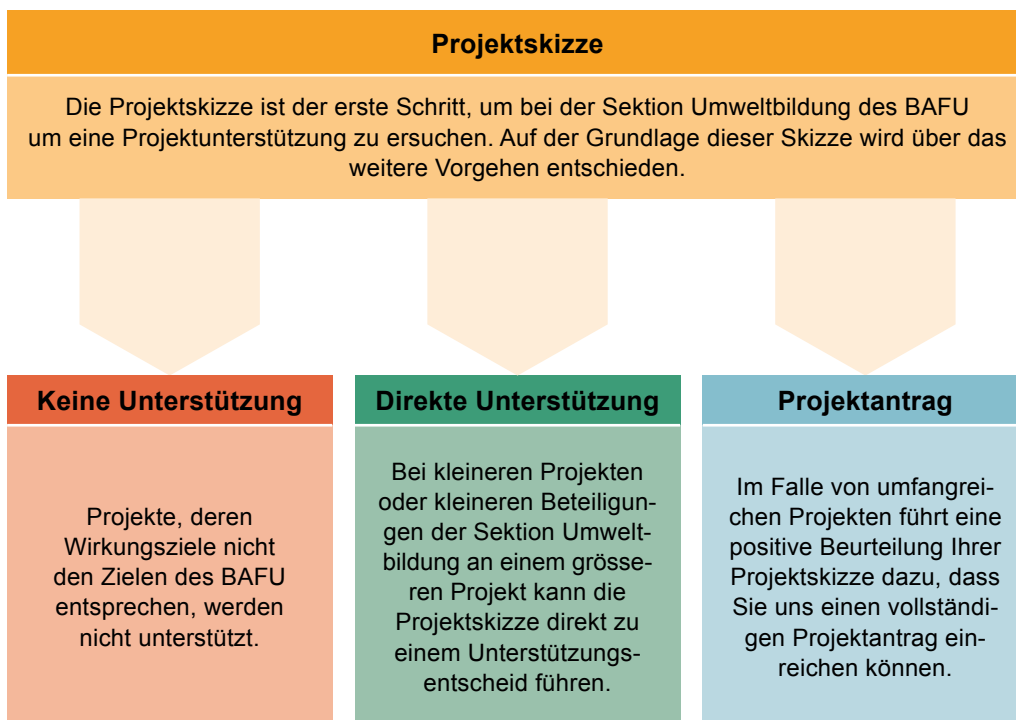 Projektskizze
Die Projektskizze ist der erste Schritt, um bei der Sektion Umweltbildung des BAFU
um eine Projektunterstützung zu ersuchen. Auf der Grundlage dieser Skizze wird über das
weitere Vorgehen entschieden.
Keine Unterstützung
Projekte, deren
Wirkungsziele nicht
den Zielen des BAFU
entsprechen, werden
nicht unterstützt.
Direkte Unterstützung
Bei kleineren Projekten
oder kleineren Beteiligun-
gen der Sektion Umwelt-
bildung an einem grösse-
ren Projekt kann die
Projektskizze direkt zu
einem Unterstützungs-
entscheid führen.
Projektantrag
Im Falle von umfangrei-
chen Projekten führt eine
positive Beurteilung Ihrer
Projektskizze dazu, dass
Sie uns einen vollständi-
gen Projektantrag ein-
reichen können.